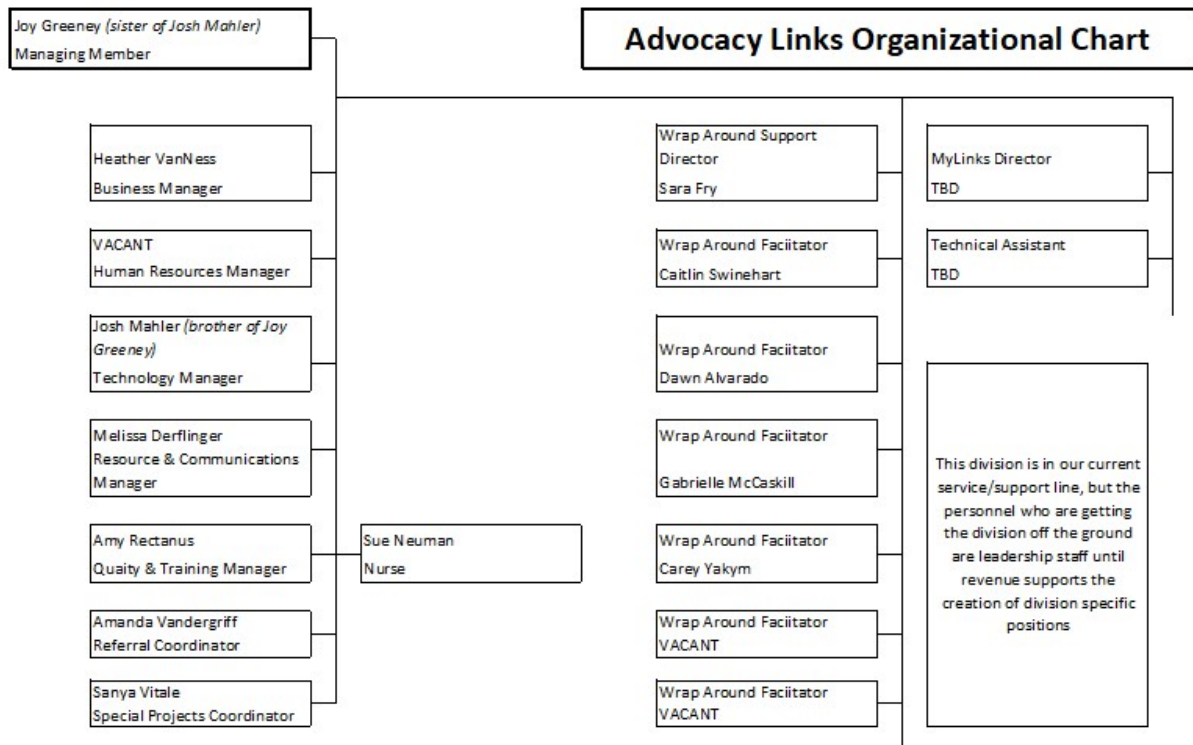 Joy Greeney (sister of Josh Mahler)
Managing Member
Advocacy Links Organizational Chart
Heather VanNess
Business Manager
VACANT
Human Resources Manager
Josh Mahler (brother of Joy
Greeney)
Technology Manager
Melissa Derflinger
Resource & Communications
Manager
Amy Rectanus
Quaity & Training Manager
Sue Neuman
Nurse
Amanda Vandergriff
Referral Coordinator
Sanya Vitale
Special Projects Coordinator
Wrap Around Support
Director
Sara Fry
Wrap Around Faciitator
Caitlin Swinehart
Wrap Around Faciitator
Dawn Alvarado
Wrap Around Faciitator
Gabrielle McCaskill
Wrap Around Faciitator
Carey Yakym
Wrap Around Faciitator
VACANT
Wrap Around Faciitator
VACANT
MyLinks Director
TBD
Technical Assistant
TBD
This division is in our current
service/support line, but the
personnel who are getting
the division off the ground
are leadership staff until
revenue supports the
creation of division specific
positions